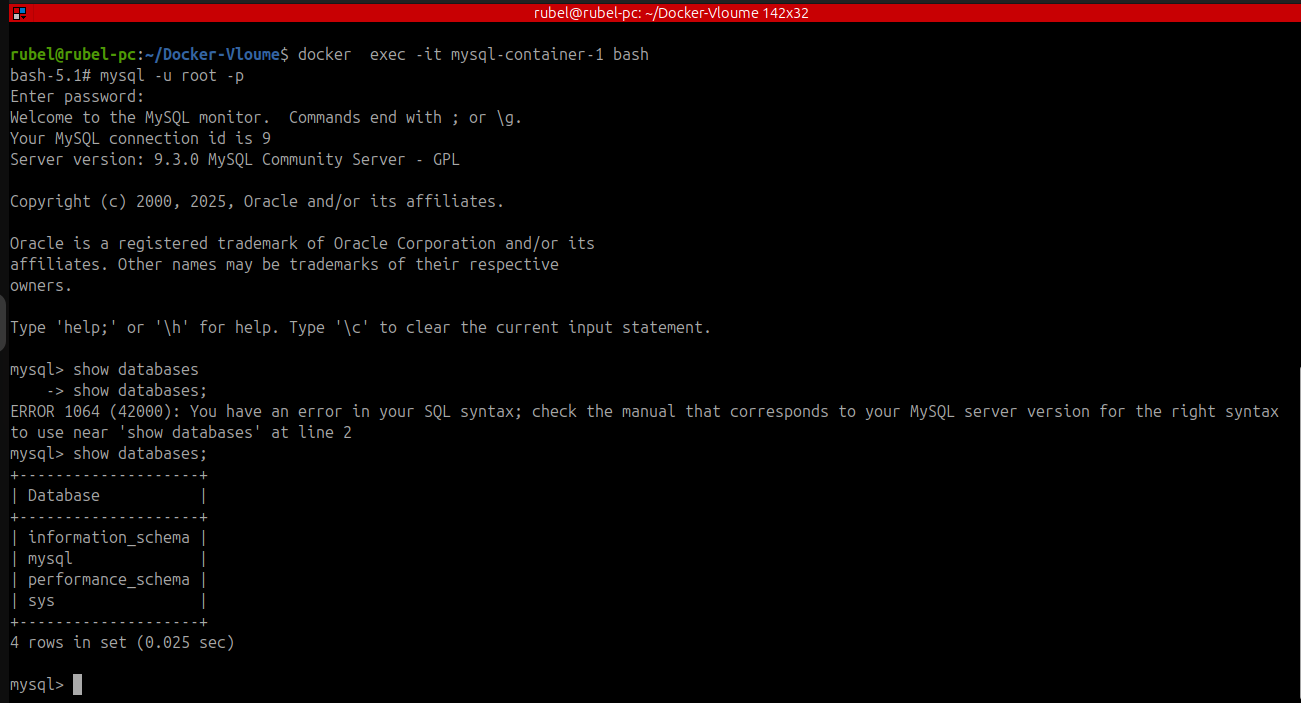 rubel@rubel-pc: ~/Docker-Vloume 142x32
rubel@rubel-pc:~/Docker-Vloume$ docker  exec -it mysql-container-1 bash
bash-5.1# mysql -u root -p
Enter password:
Welcome to the MySQL monitor.  Commands end with ; or \g.
Your MySQL connection id is 9
Server version: 9.3.0 MySQL Community Server - GPL

Copyright (c) 2000, 2025, Oracle and/or its affiliates.

Oracle is a registered trademark of Oracle Corporation and/or its
affiliates. Other names may be trademarks of their respective
owners.

Type 'help;' or '\h' for help. Type '\c' to clear the current input statement.

mysql> show databases
    -> show databases;
ERROR 1064 (42000): You have an error in your SQL syntax; check the manual that corresponds to your MySQL server version for the right syntax
to use near 'show databases' at line 2
mysql> show databases;
+--------------------+
| Database           |
+--------------------+
| information_schema |
| mysql              |
| performance_schema |
| sys                |
+--------------------+
4 rows in set (0.025 sec)

mysql>